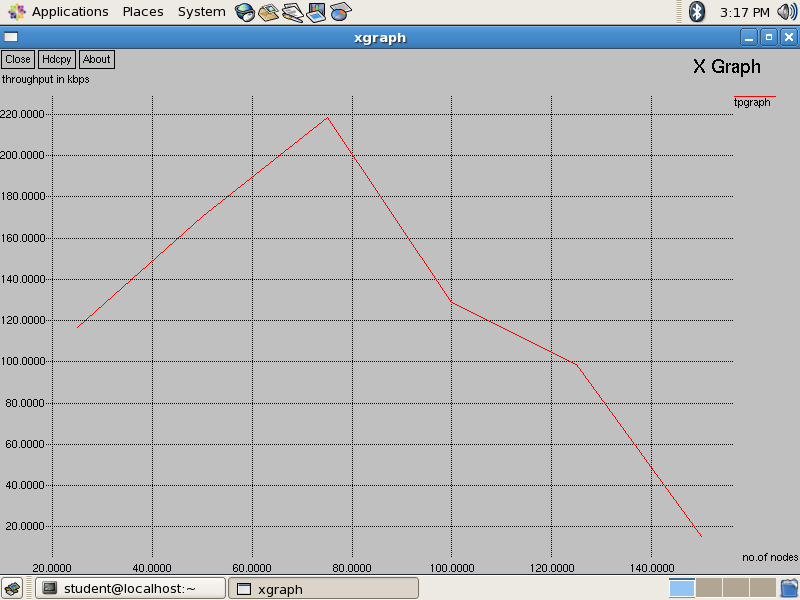 Applications Places System 3:17 PM
xgraph
Close Hdcpy About
X Graph
throughput in kbps
tpgraph
220.0000
200.0000
180.0000
160.0000
140.0000
120.0000
100.0000
80.0000
60.0000
40.0000
20.0000
no.of nodes
20.0000 40.0000 60.0000 80.0000 100.0000 120.0000 140.0000
student@localhost:~ xgraph